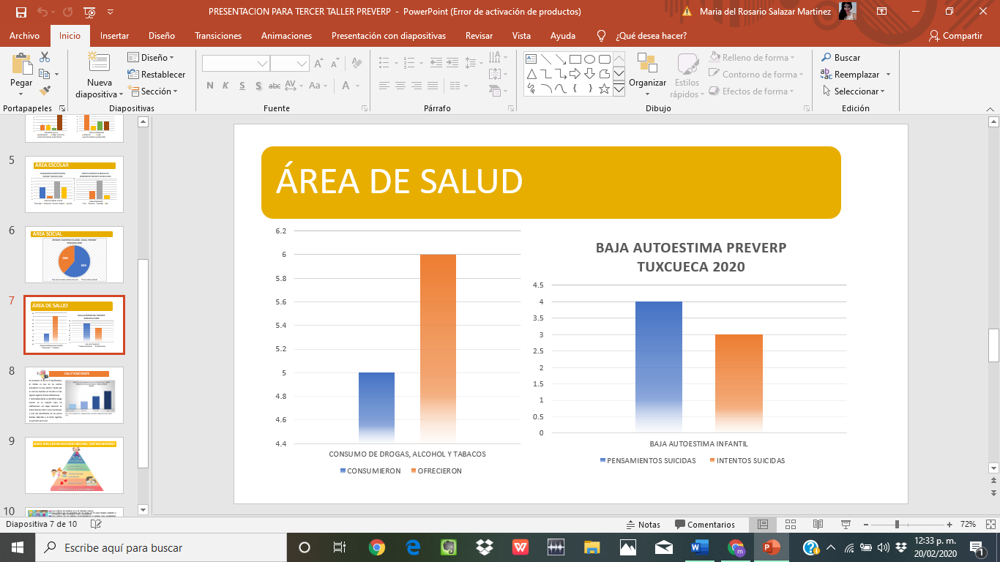 PRESENTACION PARA TERCER TALLER PREVERP - PowerPoint (Error de activación de productos)
Maria del Rosario Salazar Martinez
Archivo Inicio Insertar Diseño Transiciones Animaciones Presentación con diapositivas Revisar Vista Ayuda ¿Qué desea hacer? Compartir
Pegar
Nueva diapositiva
Diseño
Restablecer
Sección
N K S S abc AV Aa A
Organizar
Estilos rápidos
Relleno de forma
Contorno de forma
Efectos de forma
Buscar
Reemplazar
Seleccionar
Portapapeles Diapositivas Fuente Párrafo Dibujo Edición
5
ÁREA ESCOLAR
6
ÁREA SOCIAL
7
ÁREA DE SALUD
8
CALIFICACIONES
9
10
ÁREA DE SALUD
6.2
6
5.8
5.6
5.4
5.2
5
4.8
4.6
4.4
CONSUMO DE DROGAS, ALCOHOL Y TABACOS
CONSUMIERON OFRECIERON
BAJA AUTOESTIMA PREVERP
TUXCUECA 2020
4.5
4
3.5
3
2.5
2
1.5
1
0.5
0
BAJA AUTOESTIMA INFANTIL
PENSAMIENTOS SUICIDAS INTENTOS SUICIDAS
Diapositiva 7 de 10
Notas Comentarios 72%
Escribe aquí para buscar
12:33 p. m.
20/02/2020